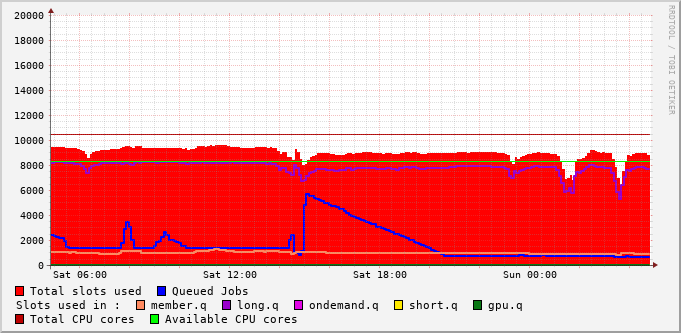 20000
18000
16000
14000
12000
10000
8000
6000
4000
2000
0
Sat 06:00 Sat 12:00 Sat 18:00 Sun 00:00
RRDTOOL / TOBI OETIKER
Total slots used Queued Jobs
Slots used in : member.q long.q ondemand.q short.q gpu.q
Total CPU cores Available CPU cores